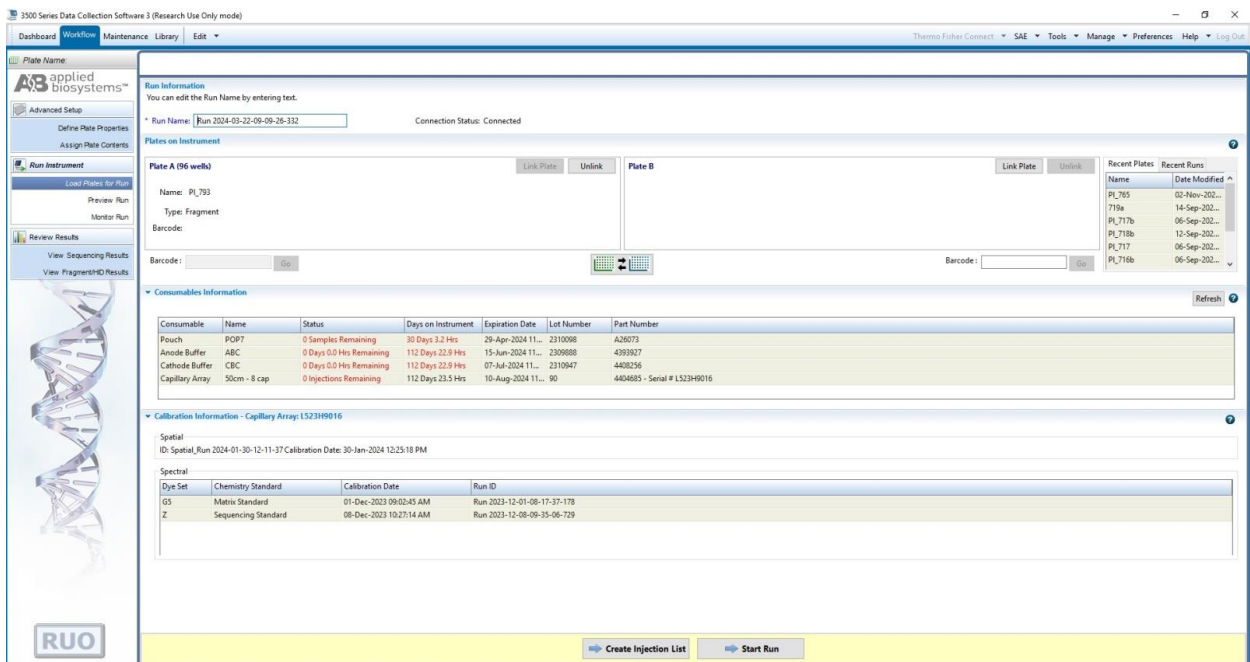 3500 Series Data Collection Software 3 (Research Use Only mode)
Dashboard Workflow Maintenance Library Edit Thermo Fisher Connect SAE Tools Manage Preferences Help Log Out
Plate Name:
AB applied biosystems™
Advanced Setup
Define Plate Properties
Assign Plate Contents
Run Instrument
Load Plates for Run
Preview Run
Monitor Run
Review Results
View Sequencing Results
View Fragment/HID Results
RUO
Run Information
You can edit the Run Name by entering text.
* Run Name: Run 2024-03-22-09-09-26-332 Connection Status: Connected
Plates on Instrument
Plate A (96 wells) Link Plate Unlink
Name: PI_793
Type: Fragment
Barcode:
Barcode: Go
Plate B Link Plate Unlink
Barcode: Go
Recent Plates Recent Runs
Name Date Modified
PI_765 02-Nov-202...
719a 14-Sep-202...
PI_717b 06-Sep-202...
PI_718b 12-Sep-202...
PI_717 06-Sep-202...
PI_716b 06-Sep-202...
Consumables Information Refresh
Consumable Name Status Days on Instrument Expiration Date Lot Number Part Number
Pouch POP7 0 Samples Remaining 30 Days 3.2 Hrs 29-Apr-2024 11... 2310098 A26073
Anode Buffer ABC 0 Days 0.0 Hrs Remaining 112 Days 22.9 Hrs 15-Jun-2024 11... 2309888 4393927
Cathode Buffer CBC 0 Days 0.0 Hrs Remaining 112 Days 22.9 Hrs 07-Jul-2024 11... 2310947 4408256
Capillary Array 50cm - 8 cap 0 Injections Remaining 112 Days 23.5 Hrs 10-Aug-2024 11... 90 4404685 - Serial # L523H9016
Calibration Information - Capillary Array: L523H9016
Spatial
ID: Spatial_Run 2024-01-30-12-11-37 Calibration Date: 30-Jan-2024 12:25:18 PM
Spectral
Dye Set Chemistry Standard Calibration Date Run ID
G5 Matrix Standard 01-Dec-2023 09:02:45 AM Run 2023-12-01-08-17-37-178
Z Sequencing Standard 08-Dec-2023 10:27:14 AM Run 2023-12-08-09-35-06-729
Create Injection List Start Run